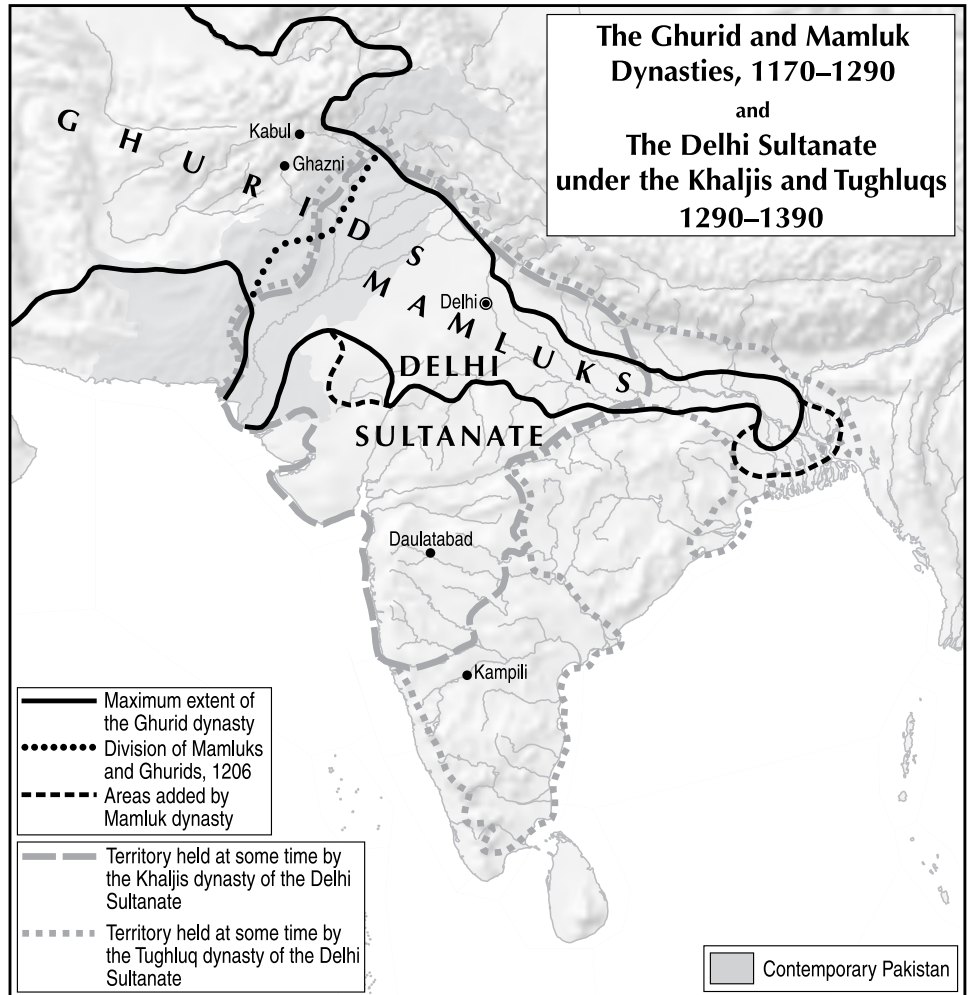 The Ghurid and Mamluk
Dynasties, 1170–1290
and
The Delhi Sultanate
under the Khaljis and Tughluqs
1290–1390
GHURIDS
Kabul
Ghazni
MAMLUKS
Delhi
DELHI
SULTANATE
Daulatabad
Kampili
Maximum extent of
the Ghurid dynasty
Division of Mamluks
and Ghurids, 1206
Areas added by
Mamluk dynasty
Territory held at some time by
the Khaljis dynasty of the Delhi
Sultanate
Territory held at some time by
the Tughluq dynasty of the Delhi
Sultanate
Contemporary Pakistan